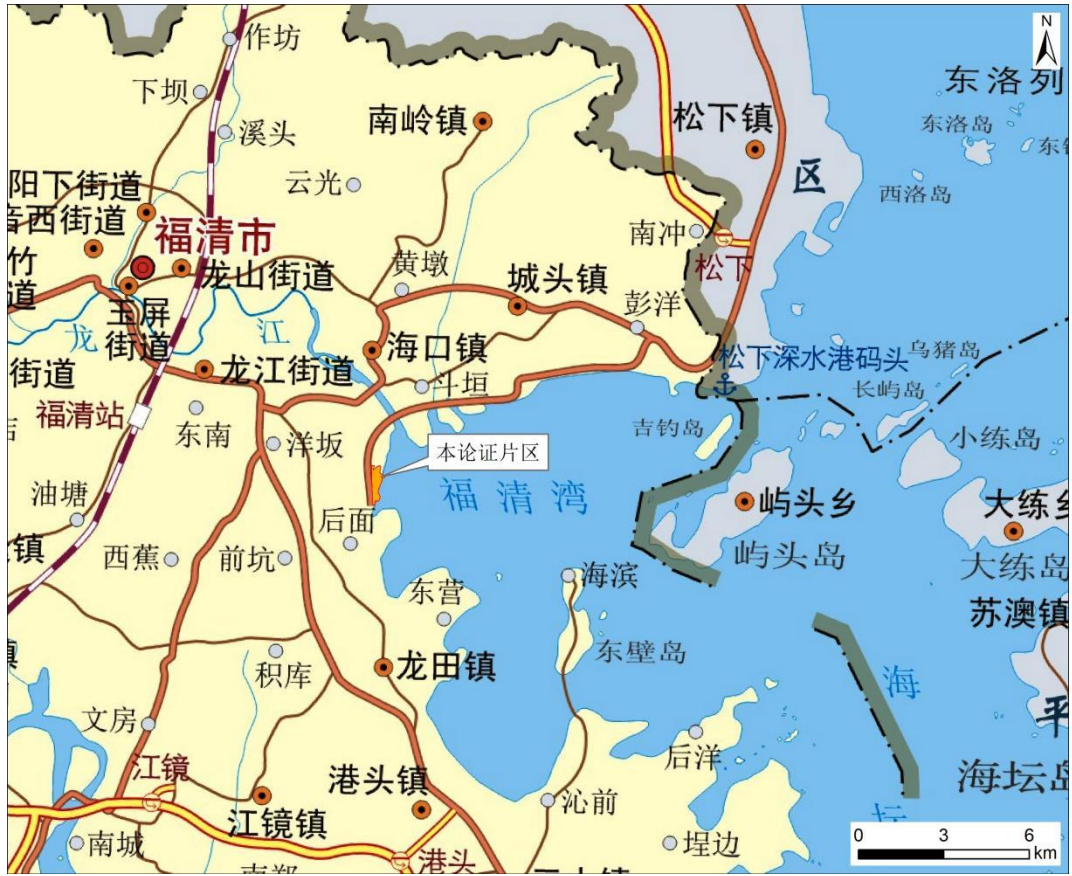 N
作坊
东洛列
下坝
南岭镇
松下镇
溪头
东洛岛
阳下街道
云光
区
西洛岛
音西街道
福清市
南冲
竹
龙山街道
黄墩
城头镇
松下
道
玉屏
街道
龙
江
彭洋
海口镇
松下深水港码头
乌猪岛
街道
龙江街道
斗垣
长屿岛
福清站
东南
洋坂
吉钓岛
小练岛
本论证片区
油塘
福清湾
屿头乡
大练乡
后面
西蕉
前坑
屿头岛
大练岛
海滨
东营
苏澳镇
东壁岛
积库
龙田镇
海
平
文房
后洋
江镜
港头镇
海坛岛
沁前
坛
江镜镇
南城
港头
埕边
0 3 6
km